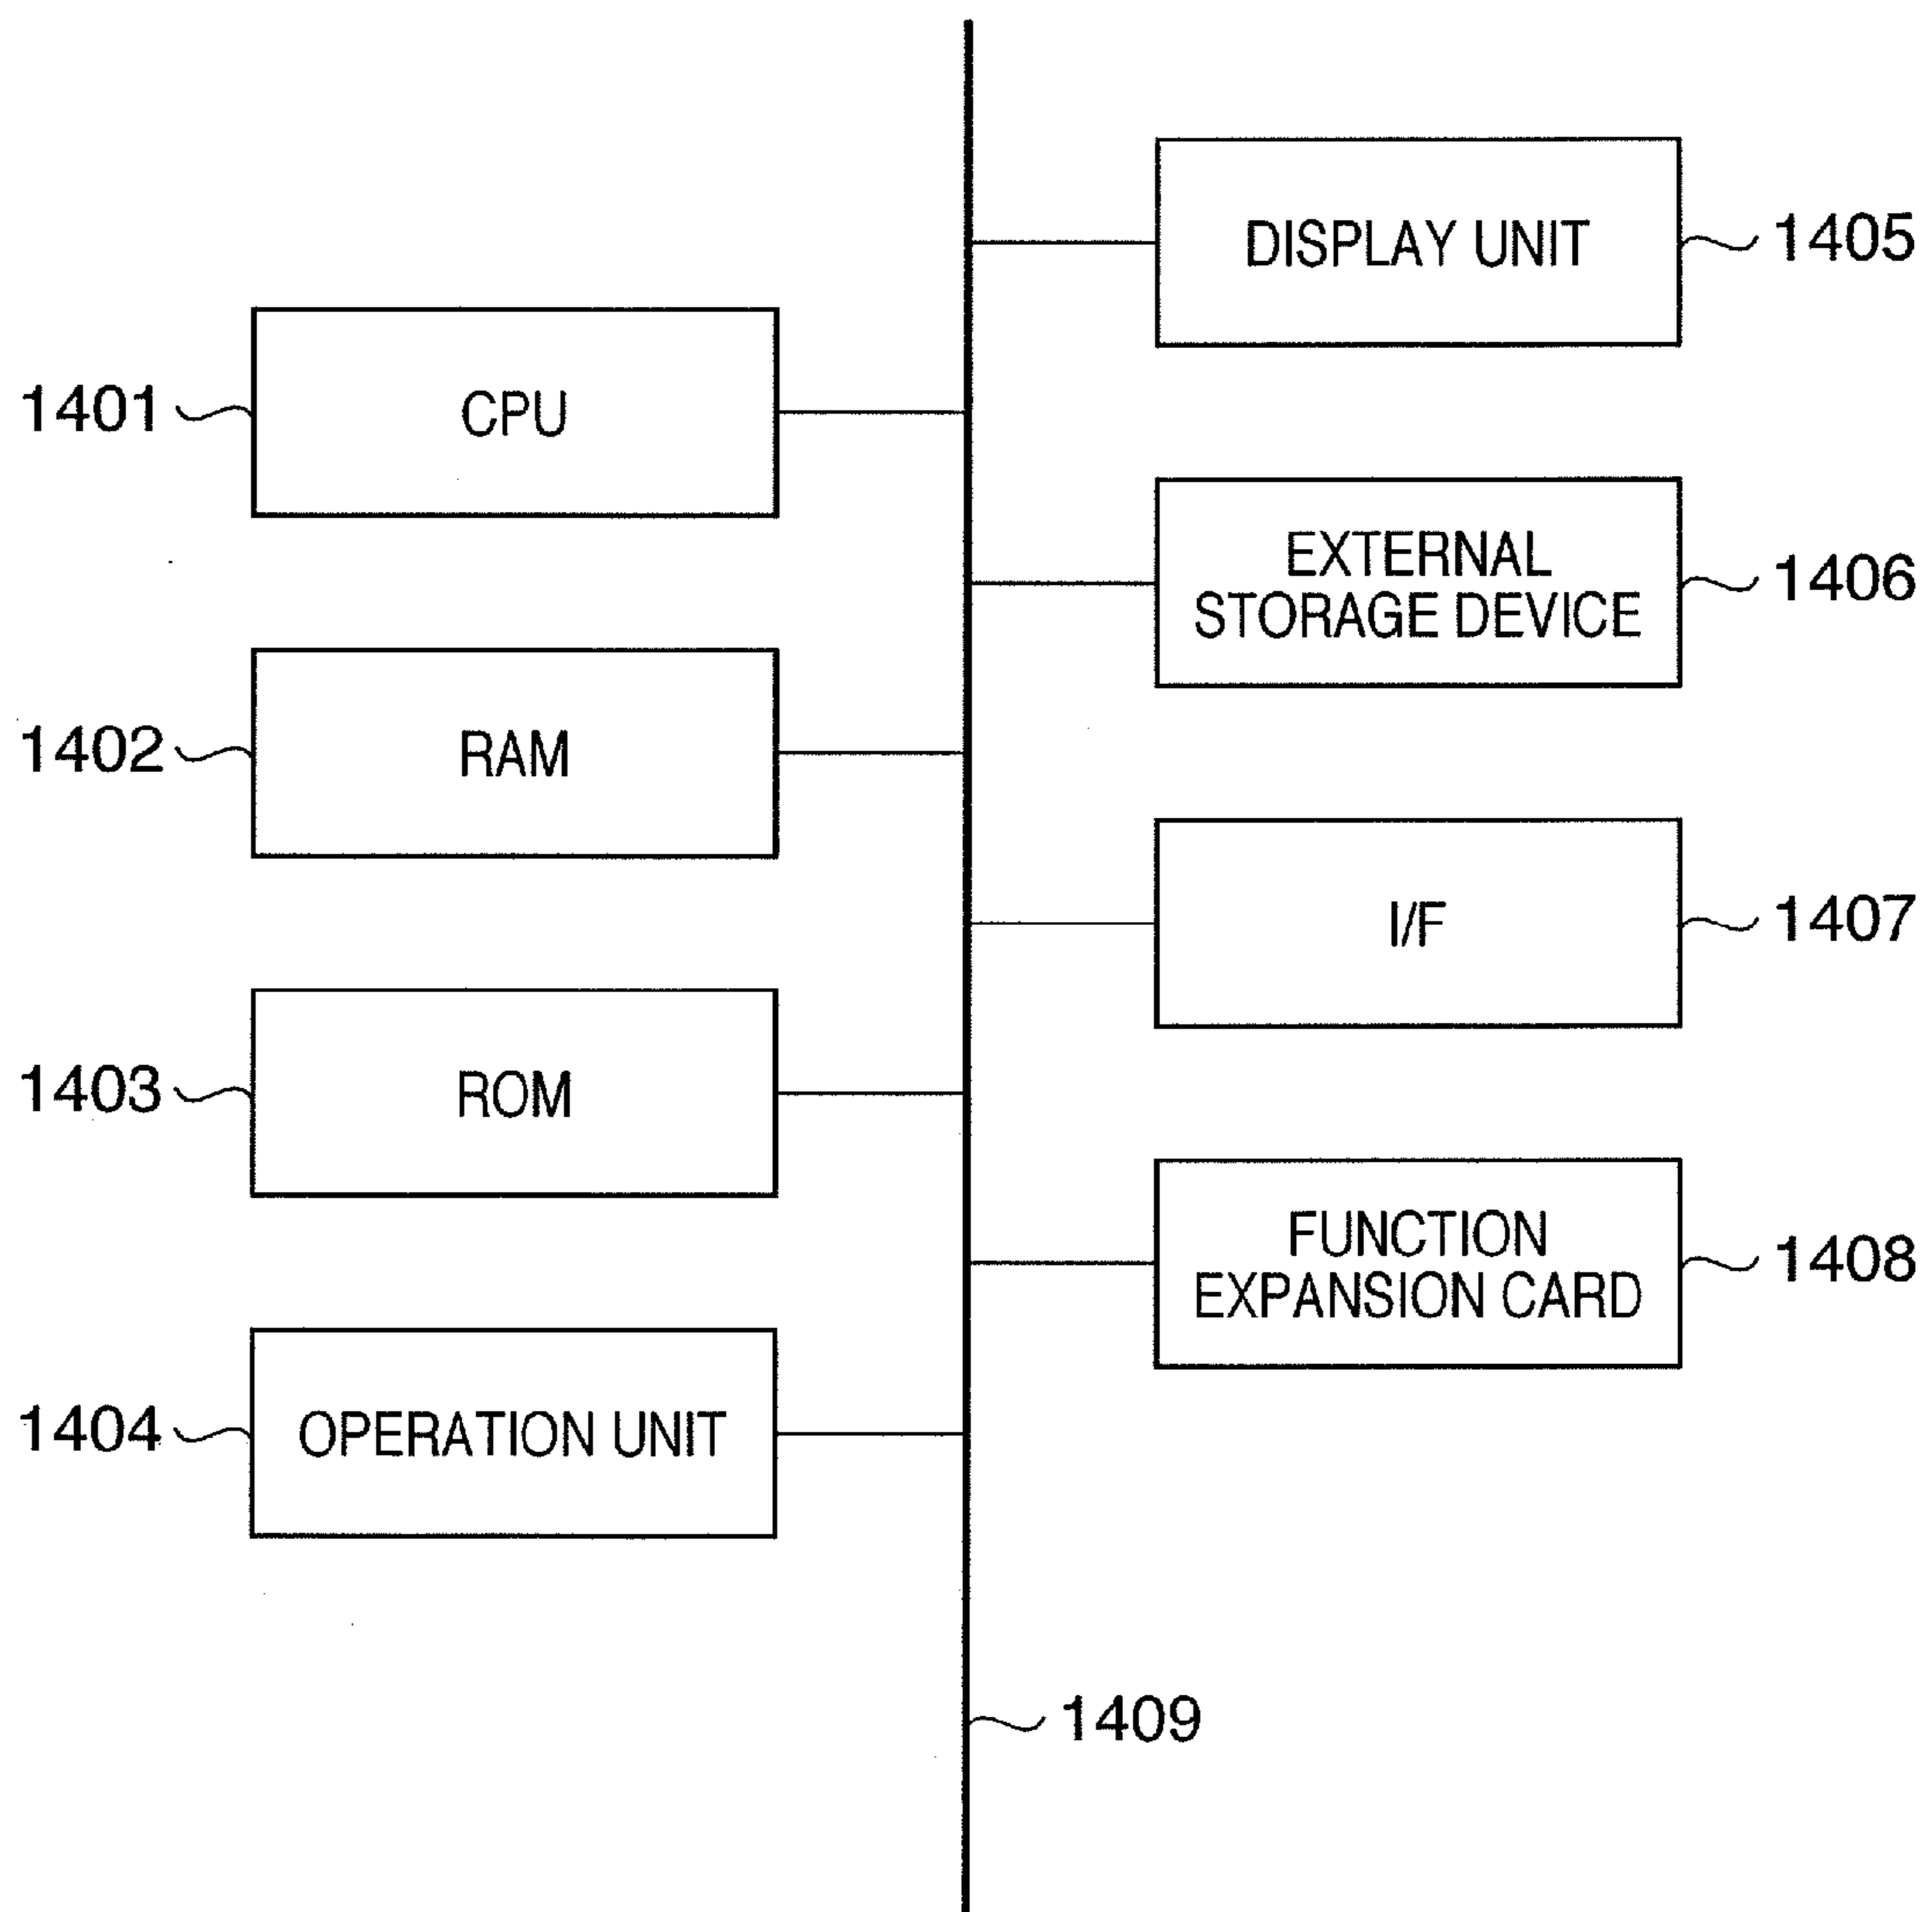 DISPLAY UNIT 1405
1401 CPU
EXTERNAL
STORAGE DEVICE 1406
1402 RAM
I/F 1407
1403 ROM
FUNCTION
EXPANSION CARD 1408
1404 OPERATION UNIT
1409